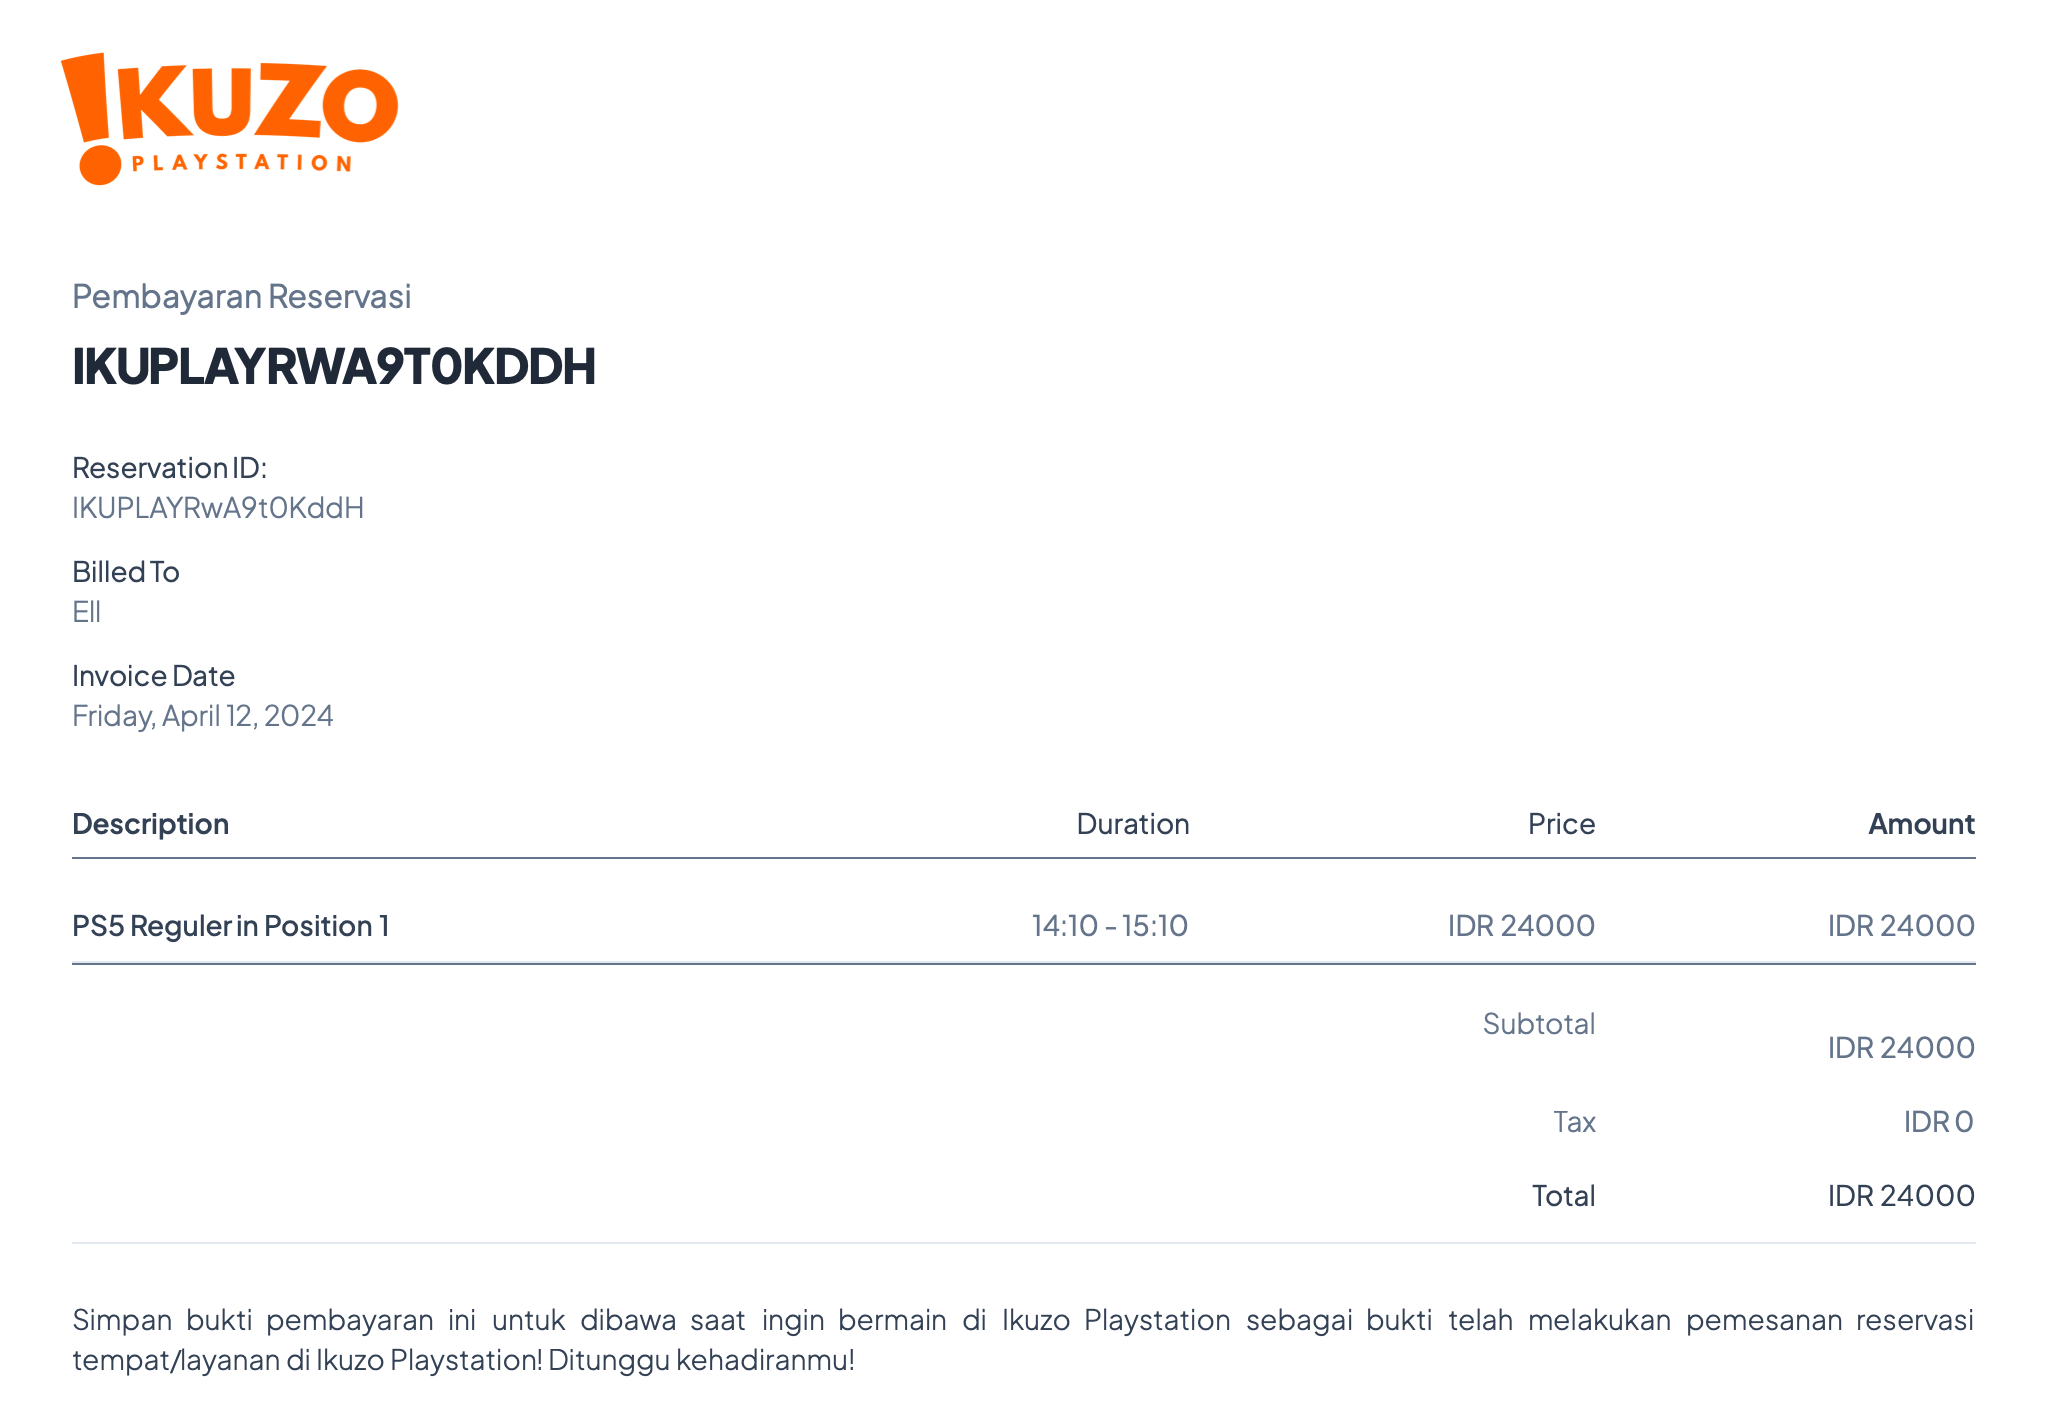 !KUZO
PLAYSTATION
Pembayaran Reservasi
IKUPLAYRWA9T0KDDH
Reservation ID:
IKUPLAYRwA9t0KddH
Billed To
Ell
Invoice Date
Friday, April 12, 2024
Description Duration Price Amount
PS5 Reguler in Position 1 14:10 - 15:10 IDR 24000 IDR 24000
Subtotal IDR 24000
Tax IDR 0
Total IDR 24000
Simpan bukti pembayaran ini untuk dibawa saat ingin bermain di Ikuzo Playstation sebagai bukti telah melakukan pemesanan reservasi
tempat/layanan di Ikuzo Playstation! Ditunggu kehadiranmu!